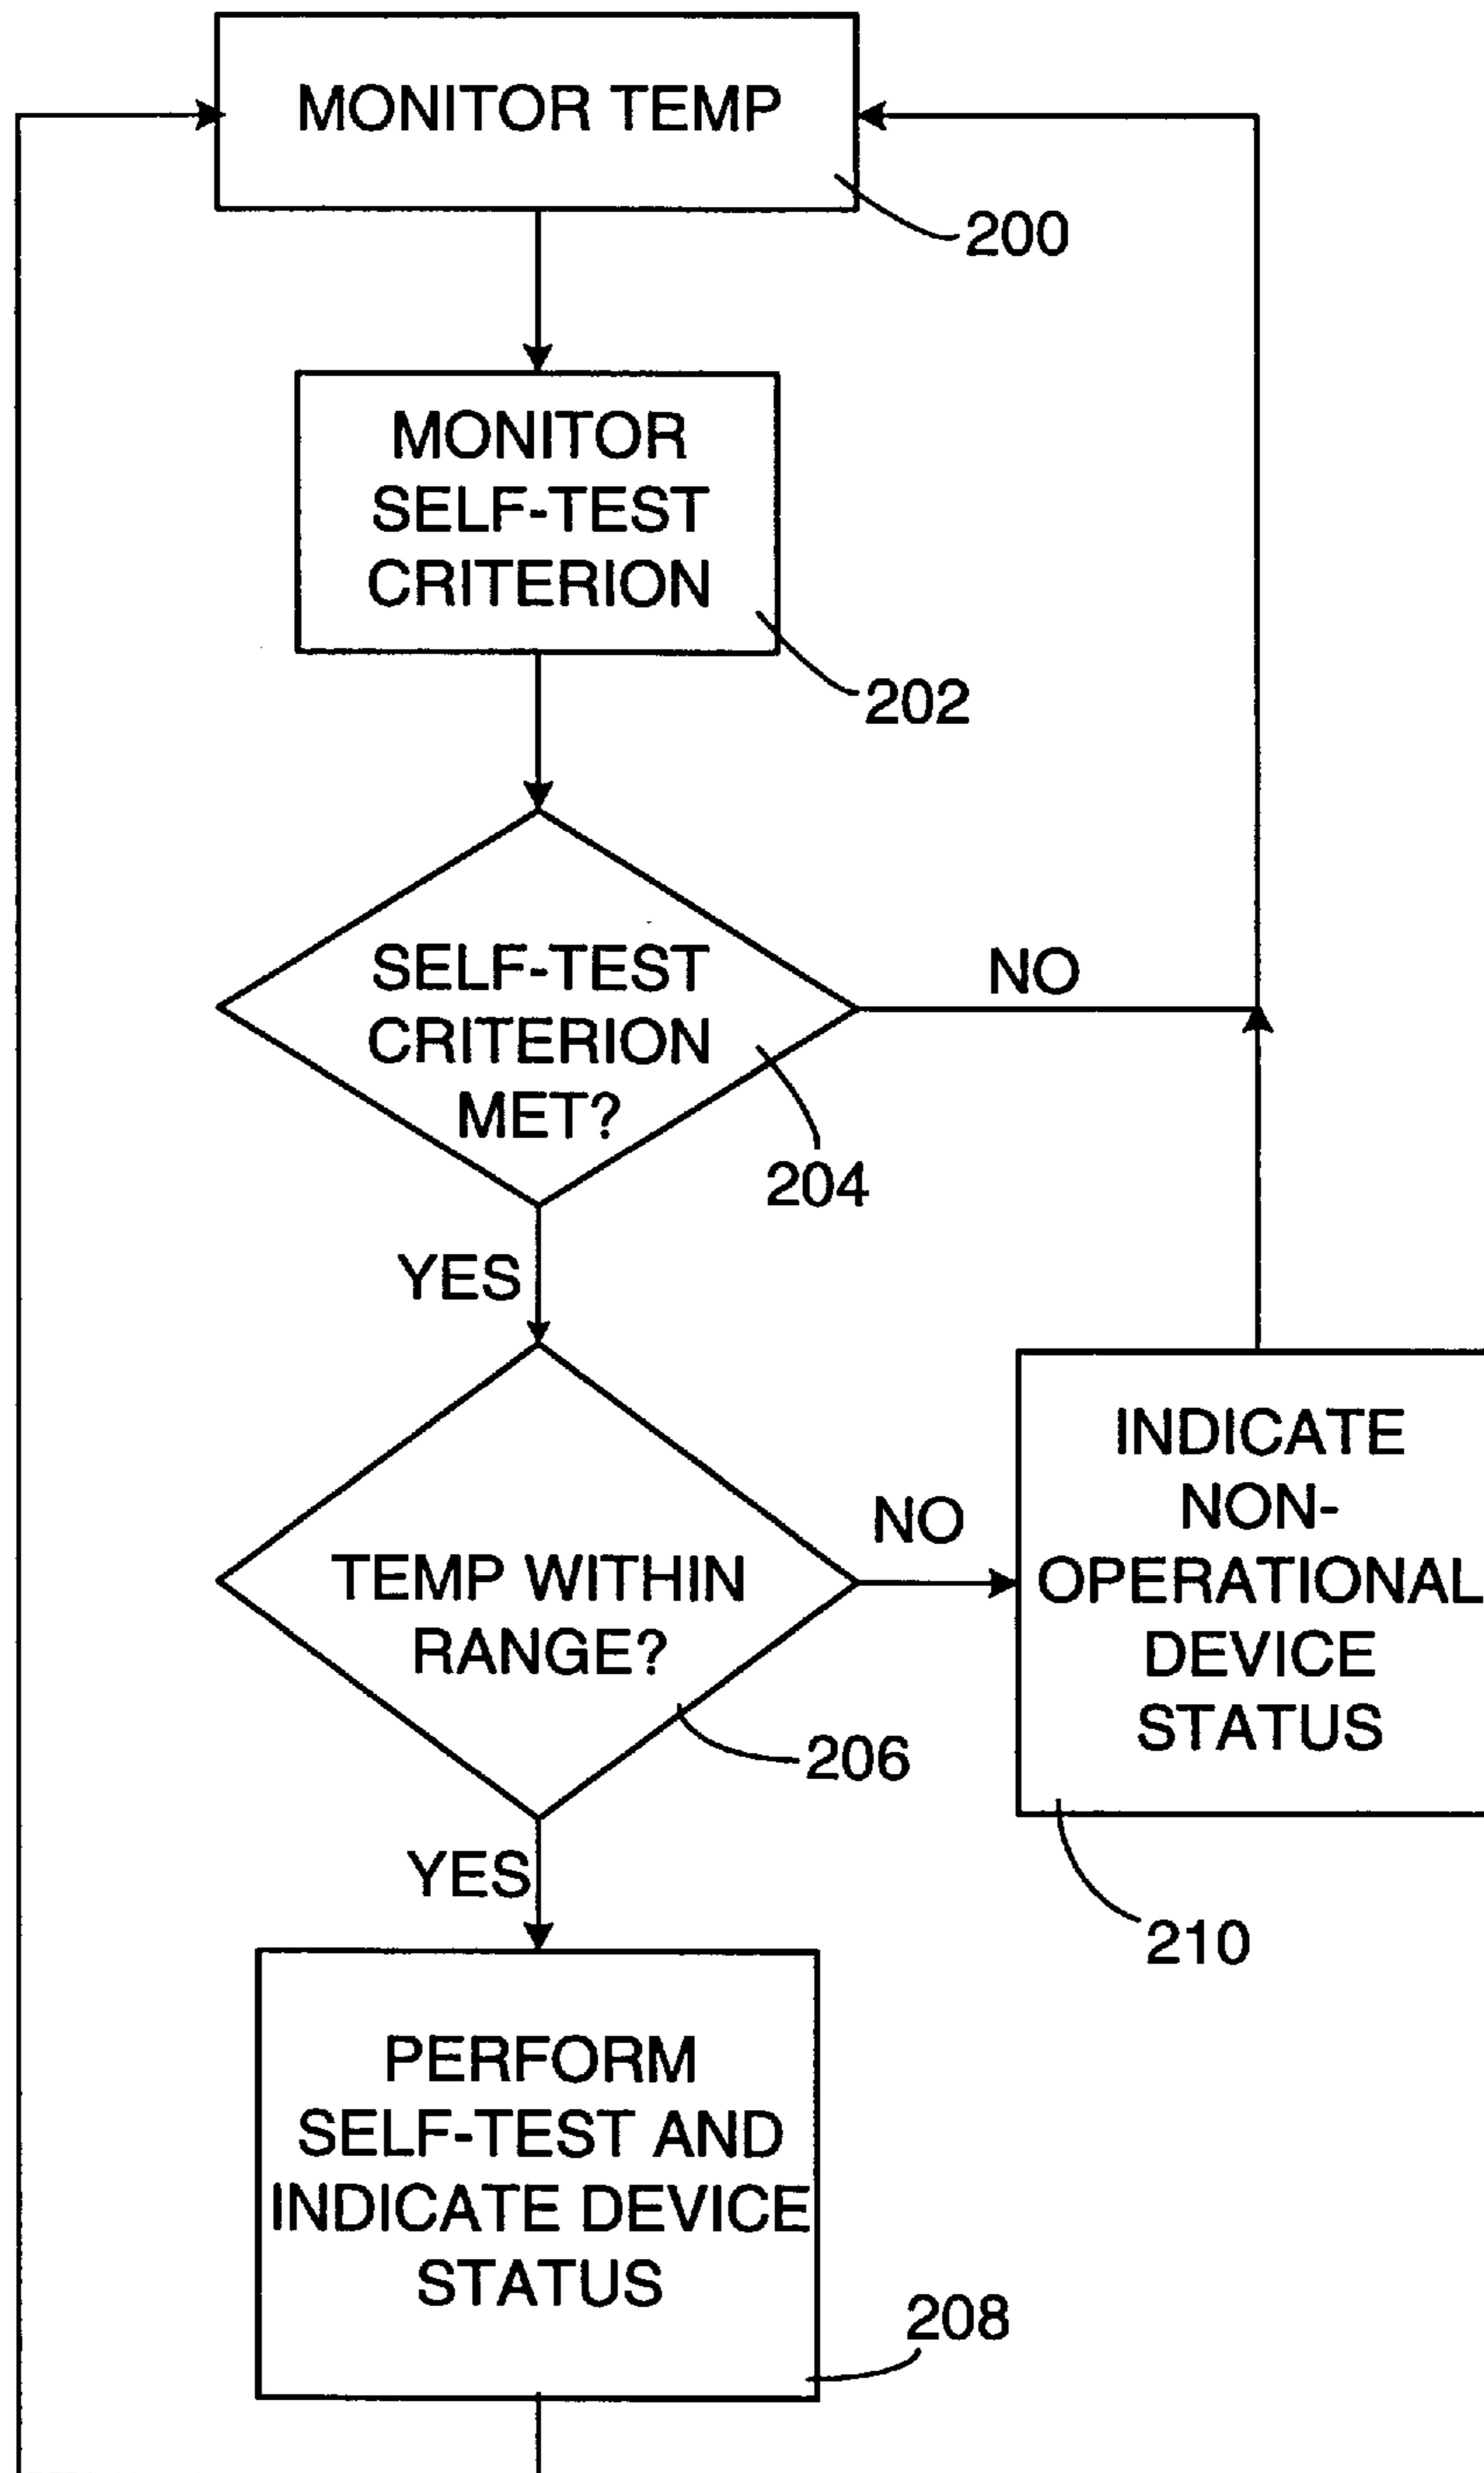 MONITOR TEMP
200
MONITOR
SELF-TEST
CRITERION
202
SELF-TEST
CRITERION
MET?
NO
204
YES
TEMP WITHIN
RANGE?
NO
206
INDICATE
NON-
OPERATIONAL
DEVICE
STATUS
210
YES
PERFORM
SELF-TEST AND
INDICATE DEVICE
STATUS
208